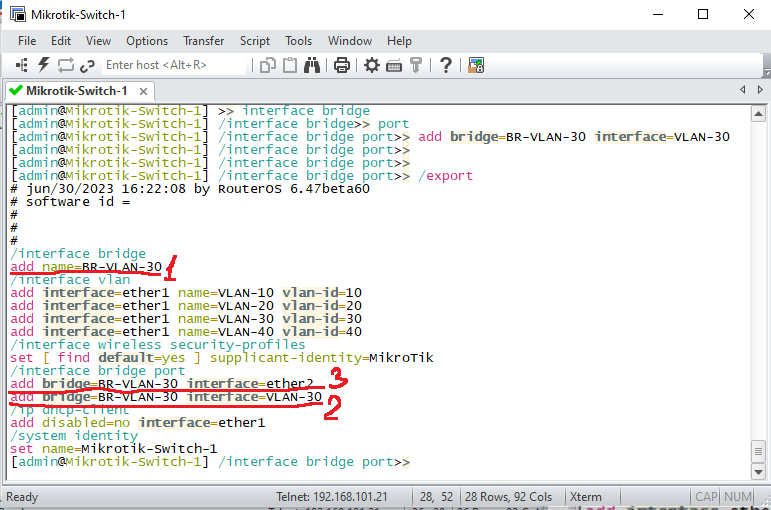 Mikrotik-Switch-1
File Edit View Options Transfer Script Tools Window Help
Enter host <Alt+R>
Mikrotik-Switch-1
[admin@Mikrotik-Switch-1] >> interface bridge
[admin@Mikrotik-Switch-1] /interface bridge>> port
[admin@Mikrotik-Switch-1] /interface bridge port>> add bridge=BR-VLAN-30 interface=VLAN-30
[admin@Mikrotik-Switch-1] /interface bridge port>>
[admin@Mikrotik-Switch-1] /interface bridge port>>
[admin@Mikrotik-Switch-1] /interface bridge port>> /export
# jun/30/2023 16:22:08 by RouterOS 6.47beta60
# software id =
#
#
#
/interface bridge
add name=BR-VLAN-30 1
/interface vlan
add interface=ether1 name=VLAN-10 vlan-id=10
add interface=ether1 name=VLAN-20 vlan-id=20
add interface=ether1 name=VLAN-30 vlan-id=30
add interface=ether1 name=VLAN-40 vlan-id=40
/interface wireless security-profiles
set [ find default=yes ] supplicant-identity=MikroTik
/interface bridge port
add bridge=BR-VLAN-30 interface=ether2 3
add bridge=BR-VLAN-30 interface=VLAN-30 2
/ip dhcp-client
add disabled=no interface=ether1
/system identity
set name=Mikrotik-Switch-1
[admin@Mikrotik-Switch-1] /interface bridge port>>
Ready Telnet: 192.168.101.21 28, 52 28 Rows, 92 Cols Xterm CAP NUM